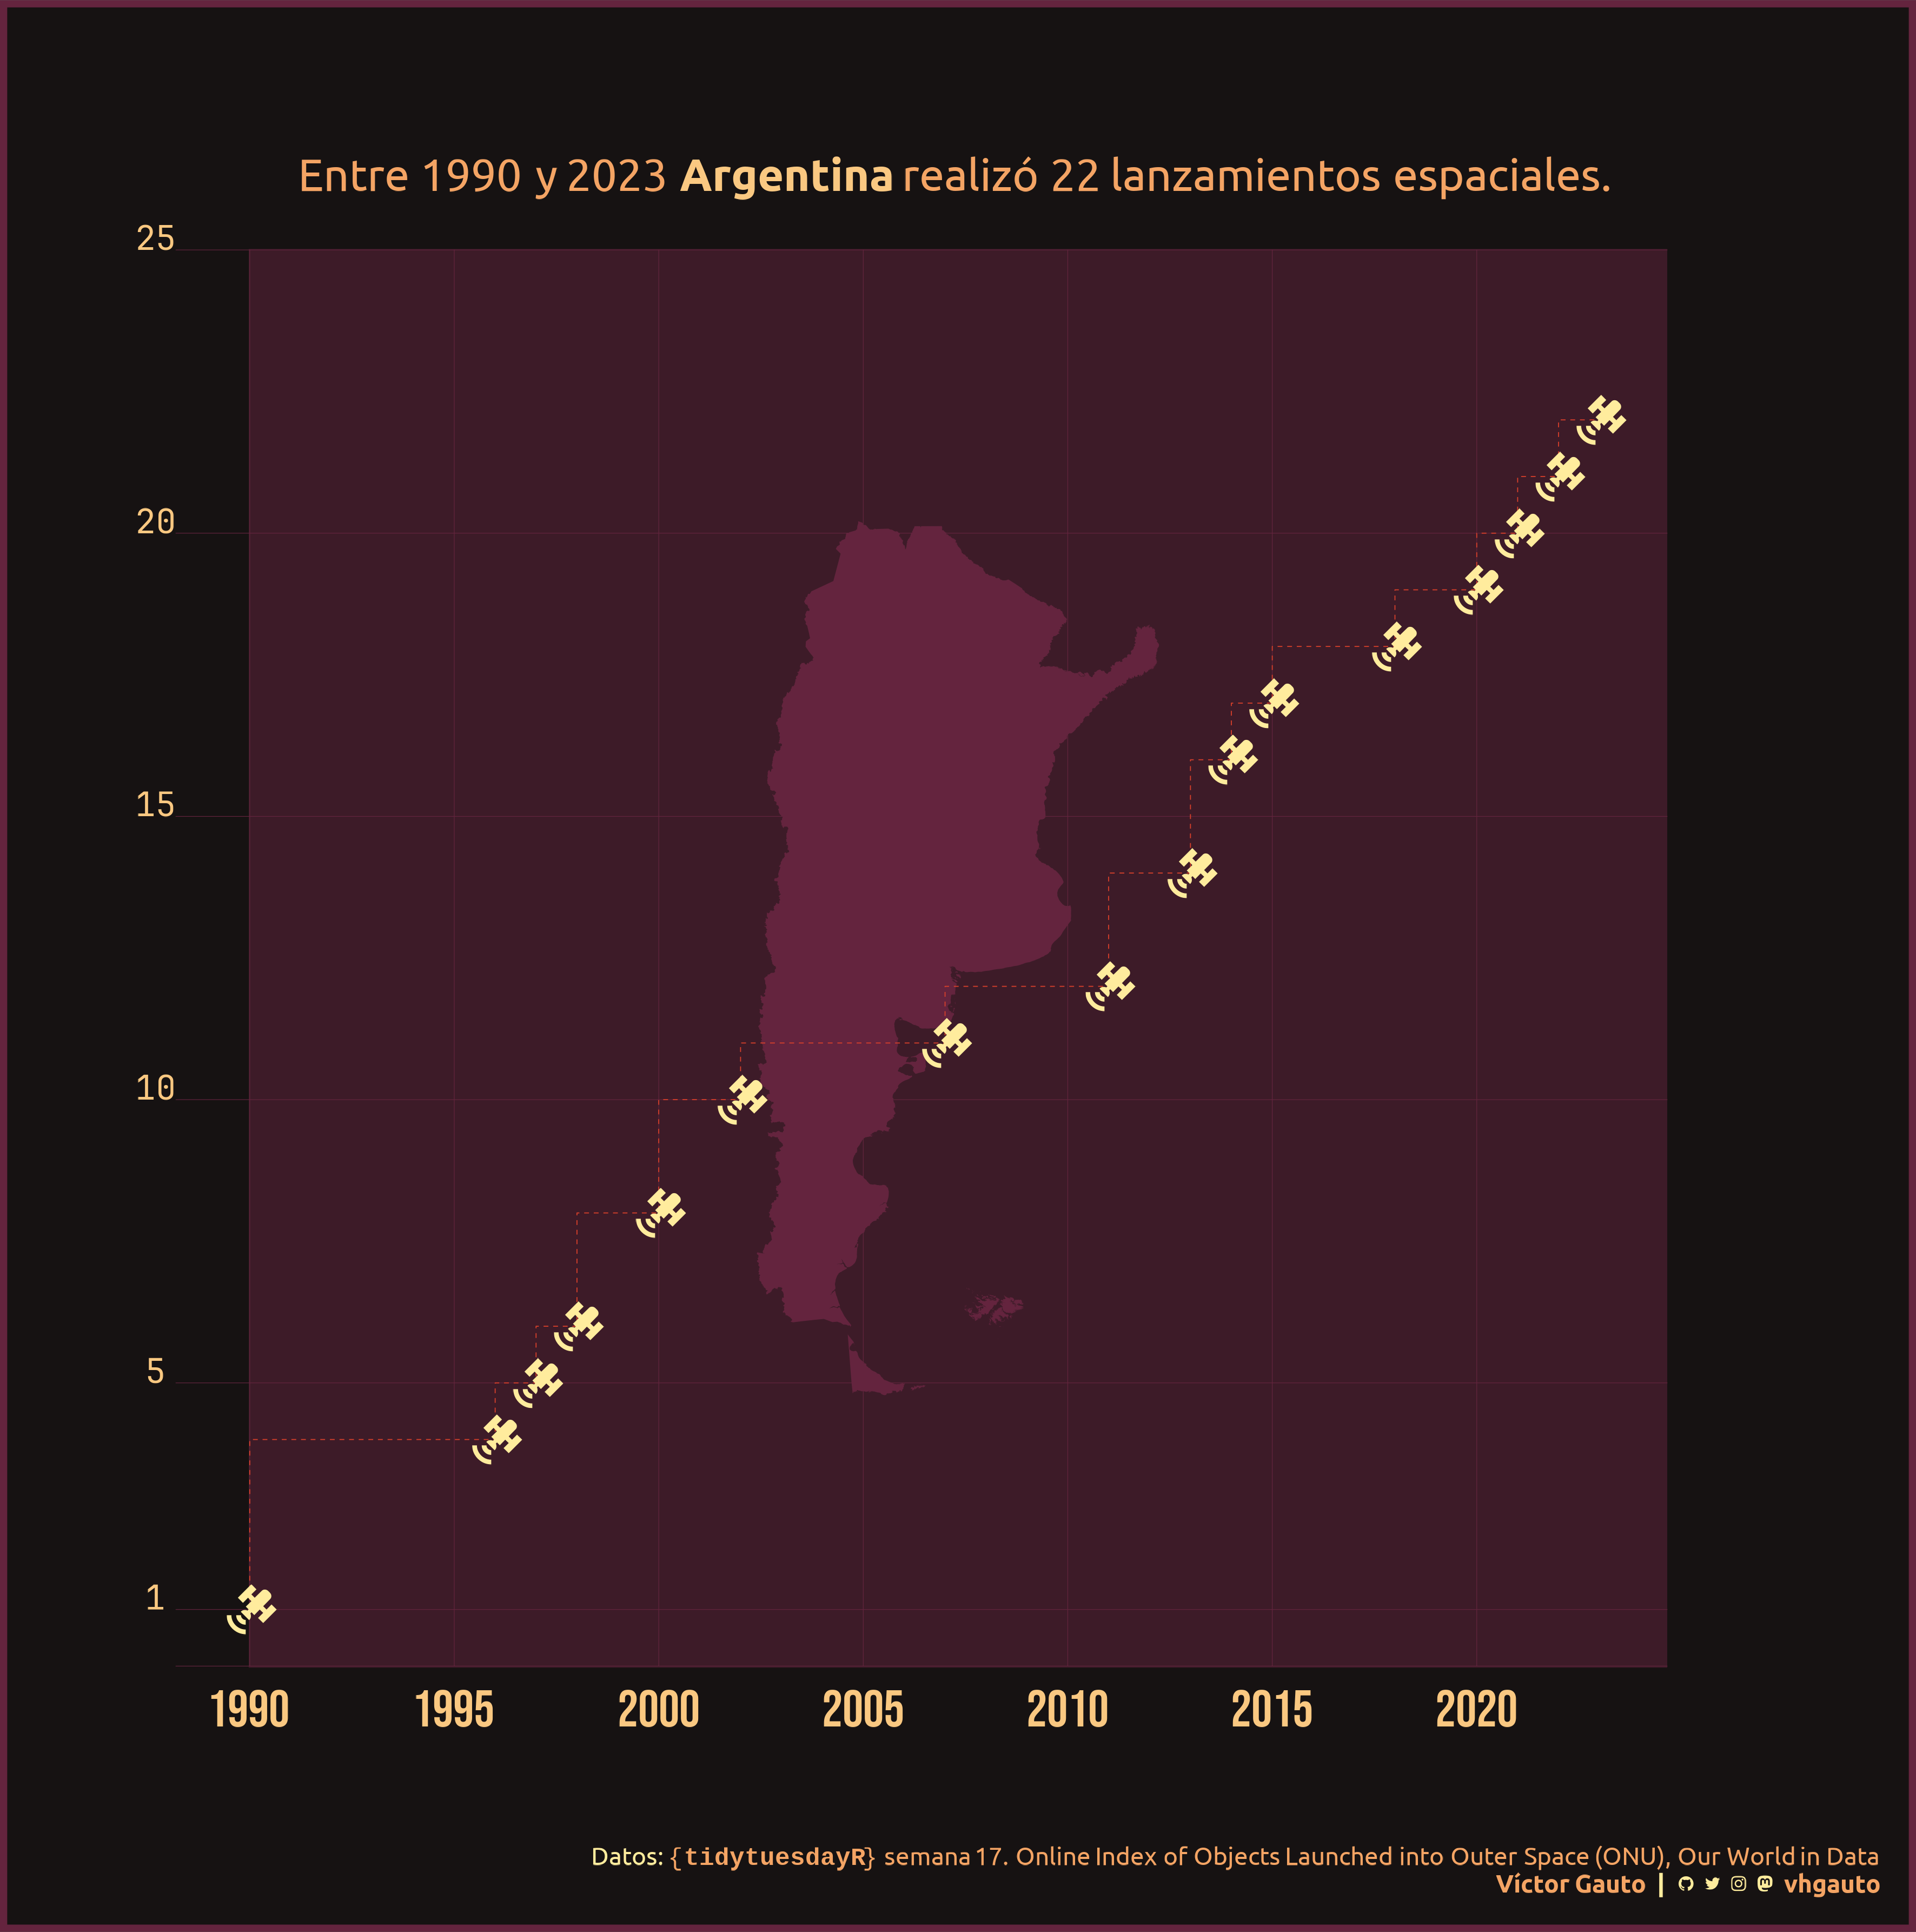 Entre 1990 y 2023 Argentina realizó 22 lanzamientos espaciales.
25
20
15
10
5
1
1990 1995 2000 2005 2010 2015 2020
Datos: {tidytuesdayR} semana 17. Online Index of Objects Launched into Outer Space (ONU), Our World in Data
Víctor Gauto | vhgauto